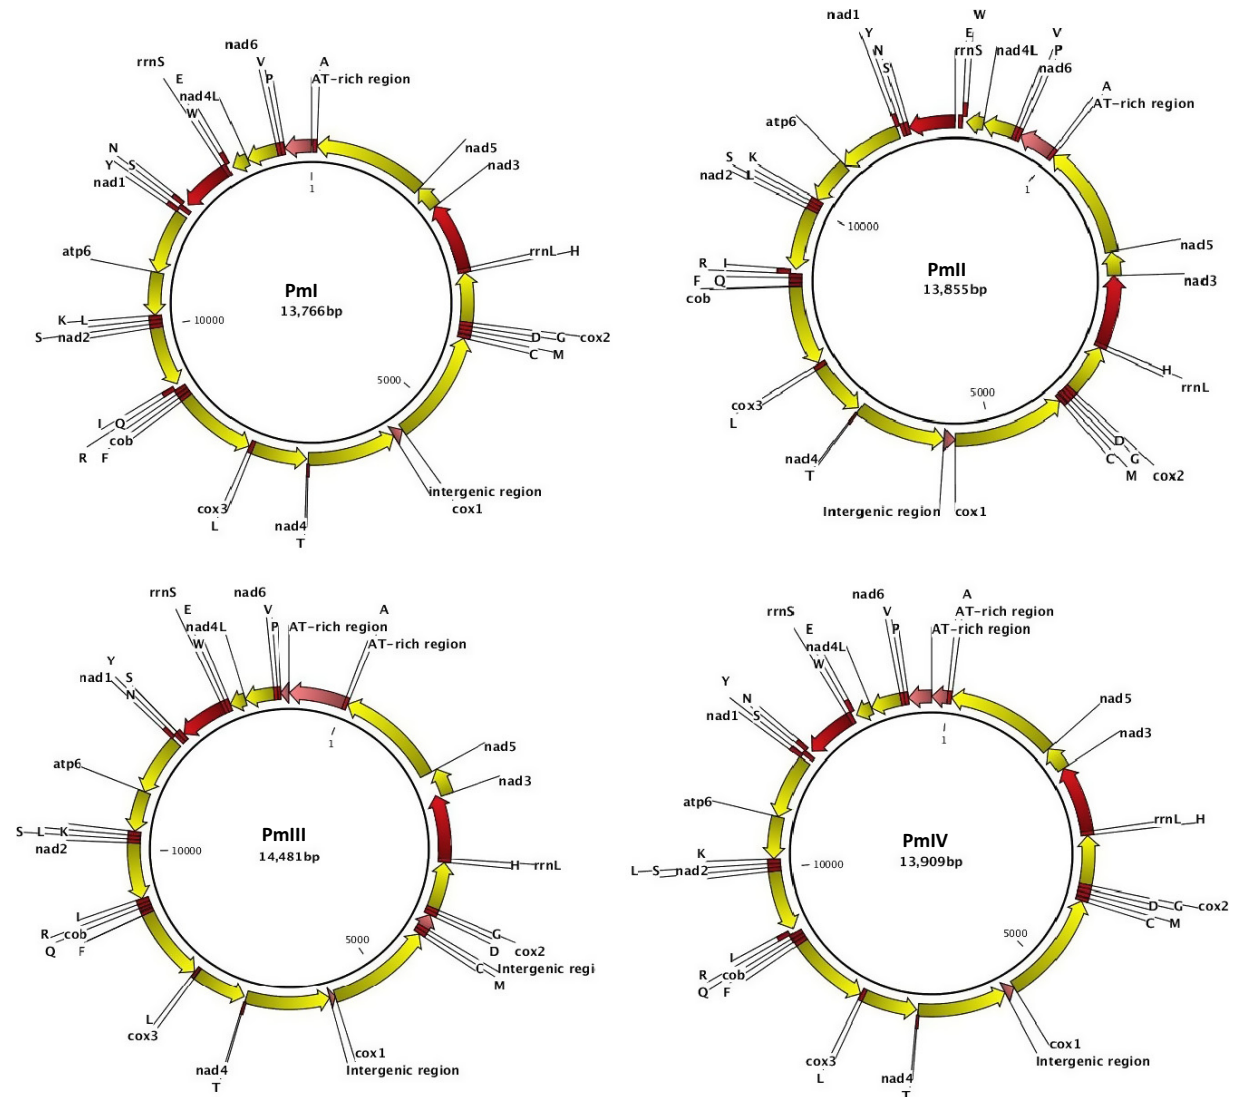 nad6
V
A
rrnS
E
P
AT-rich region
nad4L
W
N
Y
S
nad1
nad5
nad3
1
atp6
rrnL
H
PmI
13,766bp
K
L
10000
S
nad2
D
G
cox2
C
M
5000
I
Q
cob
R
F
intergenic region
cox1
cox3
L
nad4
T
nad1
W
Y
E
V
N
rrnS
nad4L
P
S
nad6
A
AT-rich region
atp6
S
K
nad2
L
1
10000
nad5
R
I
PmII
nad3
F
Q
13,855bp
cob
H
rrnL
5000
cox3
L
D
nad4
C
G
T
M
cox2
Intergenic region
cox1
rrnS
nad6
E
V
A
nad4L
P
AT-rich region
W
AT-rich region
Y
nad1
S
N
1
nad5
atp6
nad3
S
L
K
PmIII
nad2
10000
14,481bp
H
rrnL
I
R
cob
G
Q
F
5000
D
cox2
C
Intergenic regi
M
L
cox3
cox1
nad4
Intergenic region
T
nad6
A
rrnS
V
AT-rich region
E
P
AT-rich region
nad4L
W
Y
N
nad1
S
nad5
1
nad3
atp6
rrnL
H
PmIV
K
10000
13,909bp
L
S
nad2
D
G
cox2
C
M
5000
I
R
cob
Q
F
cox1
cox3
Intergenic region
L
nad4
T